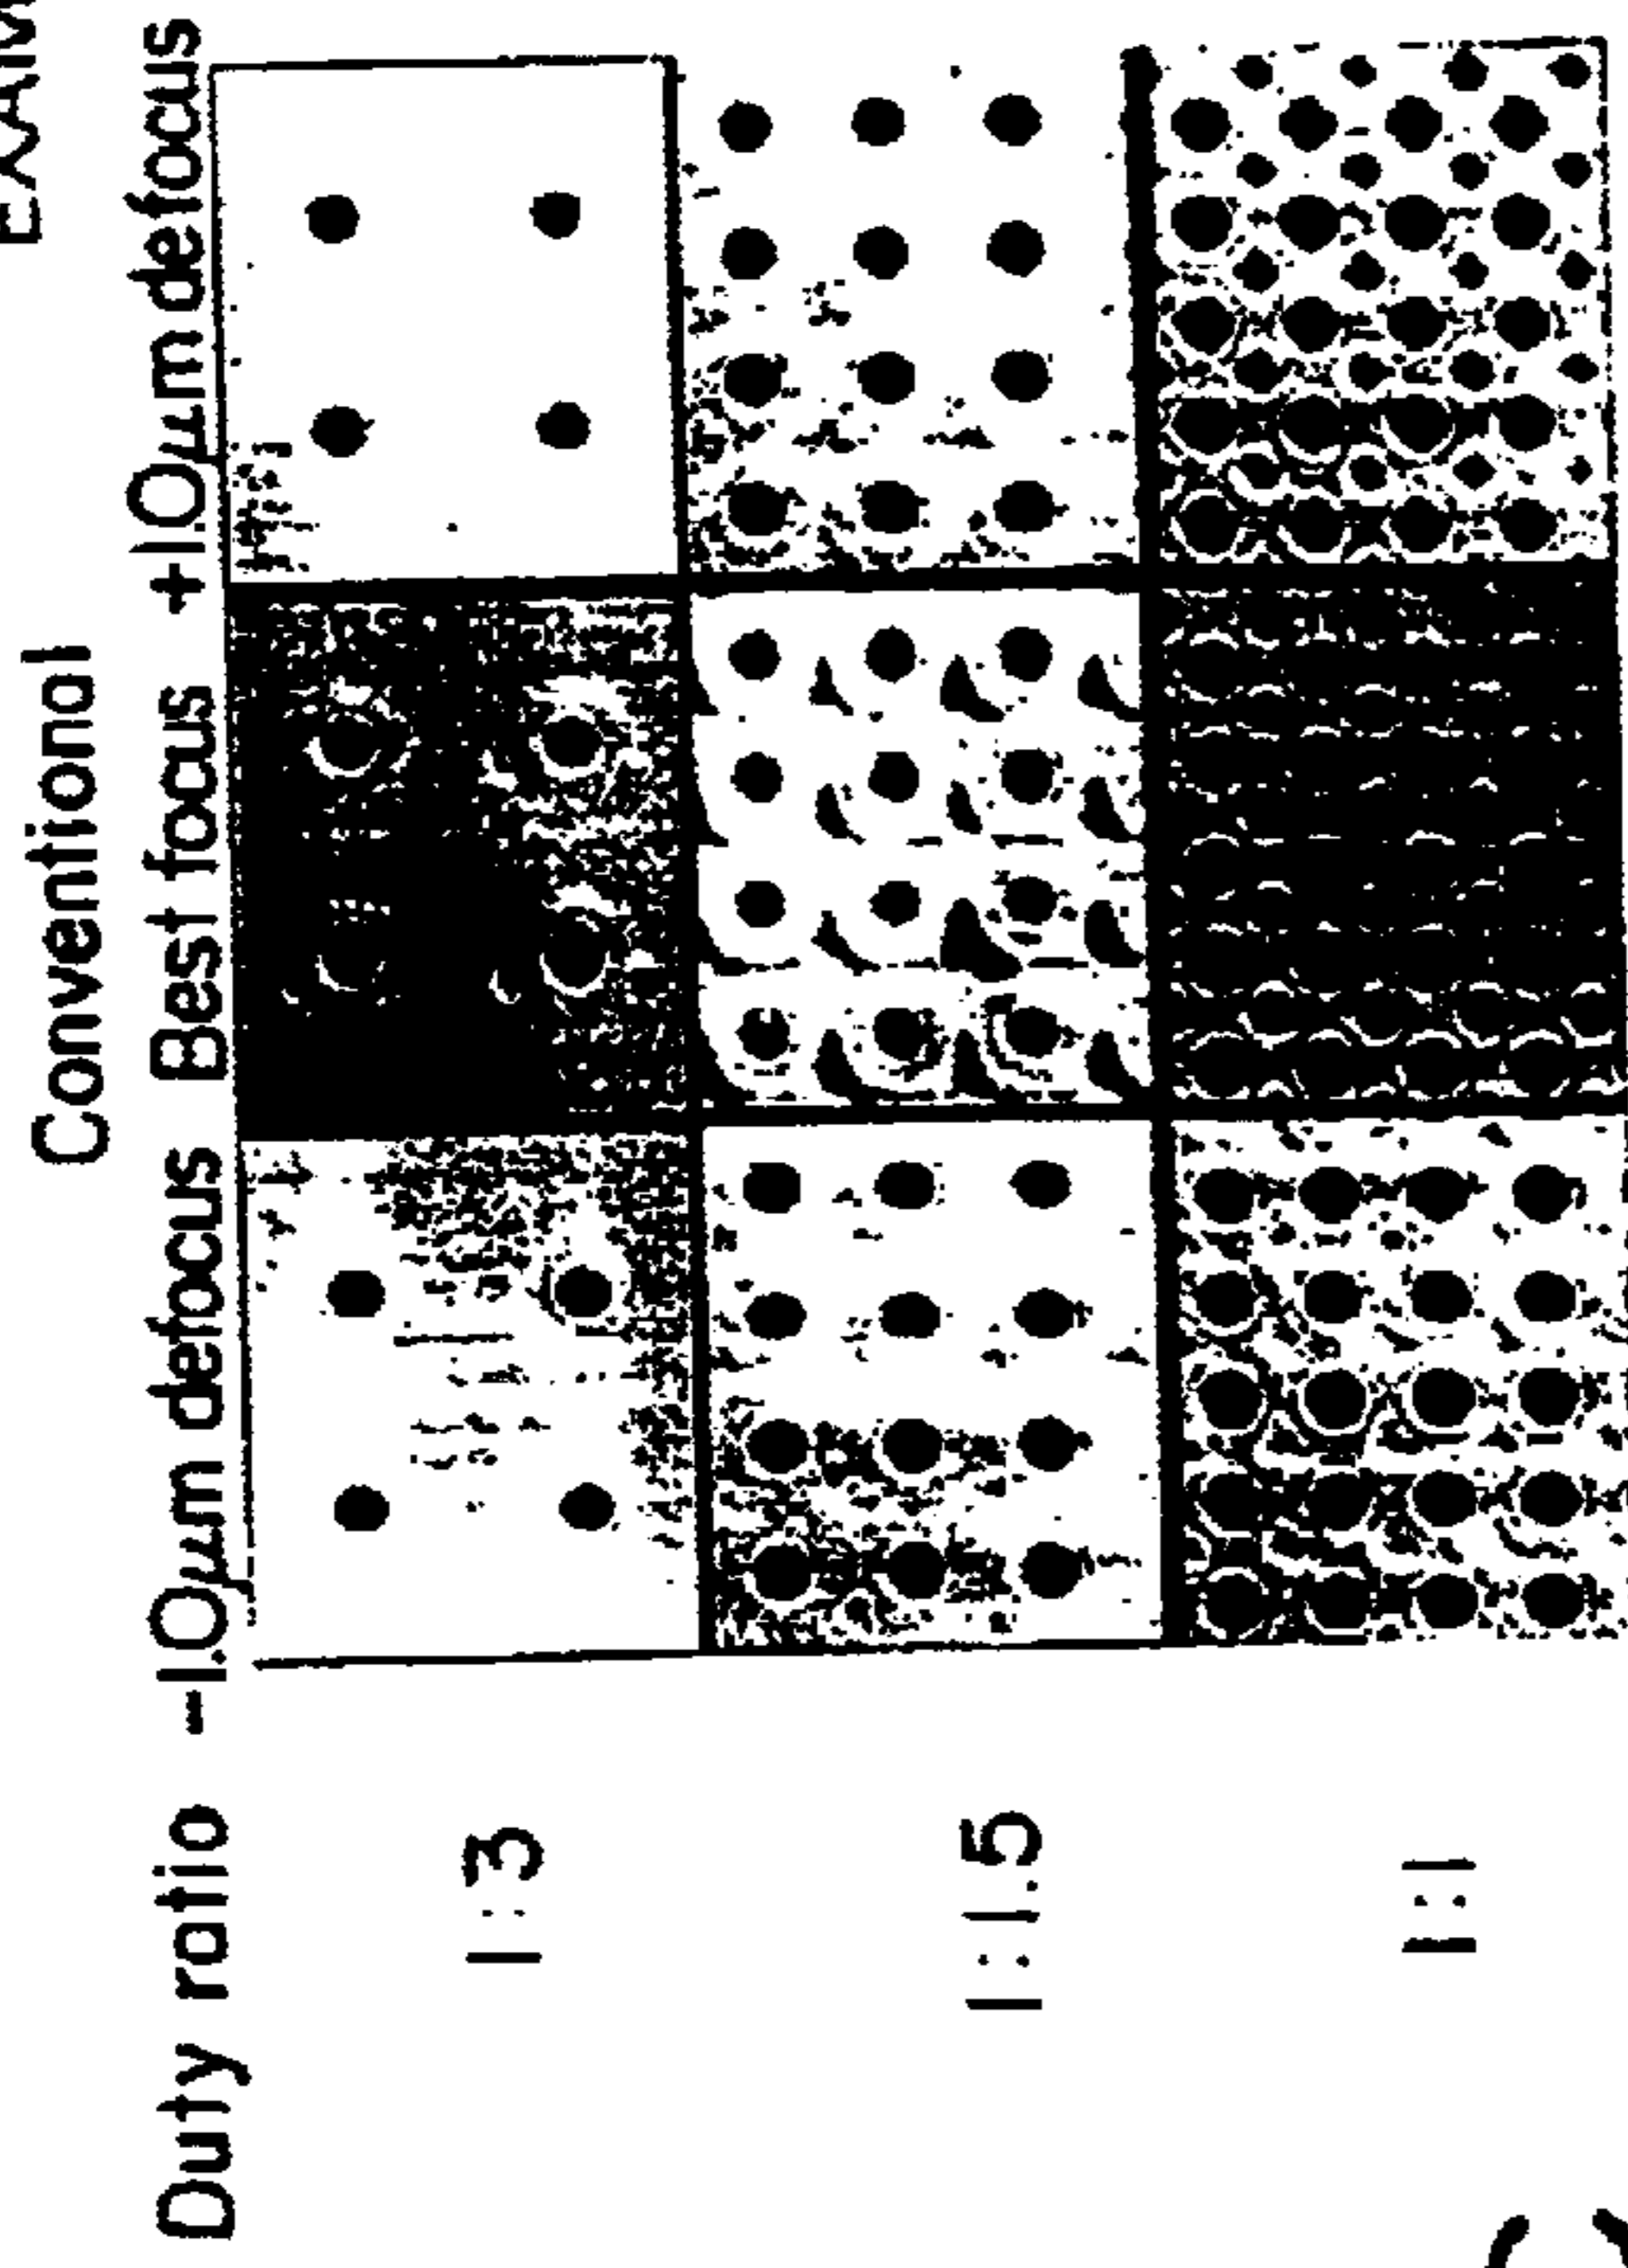 Conventional
Duty ratio -1.0μm defocus Best focus +1.0μm defocus
1:3
1:1.5
1:1